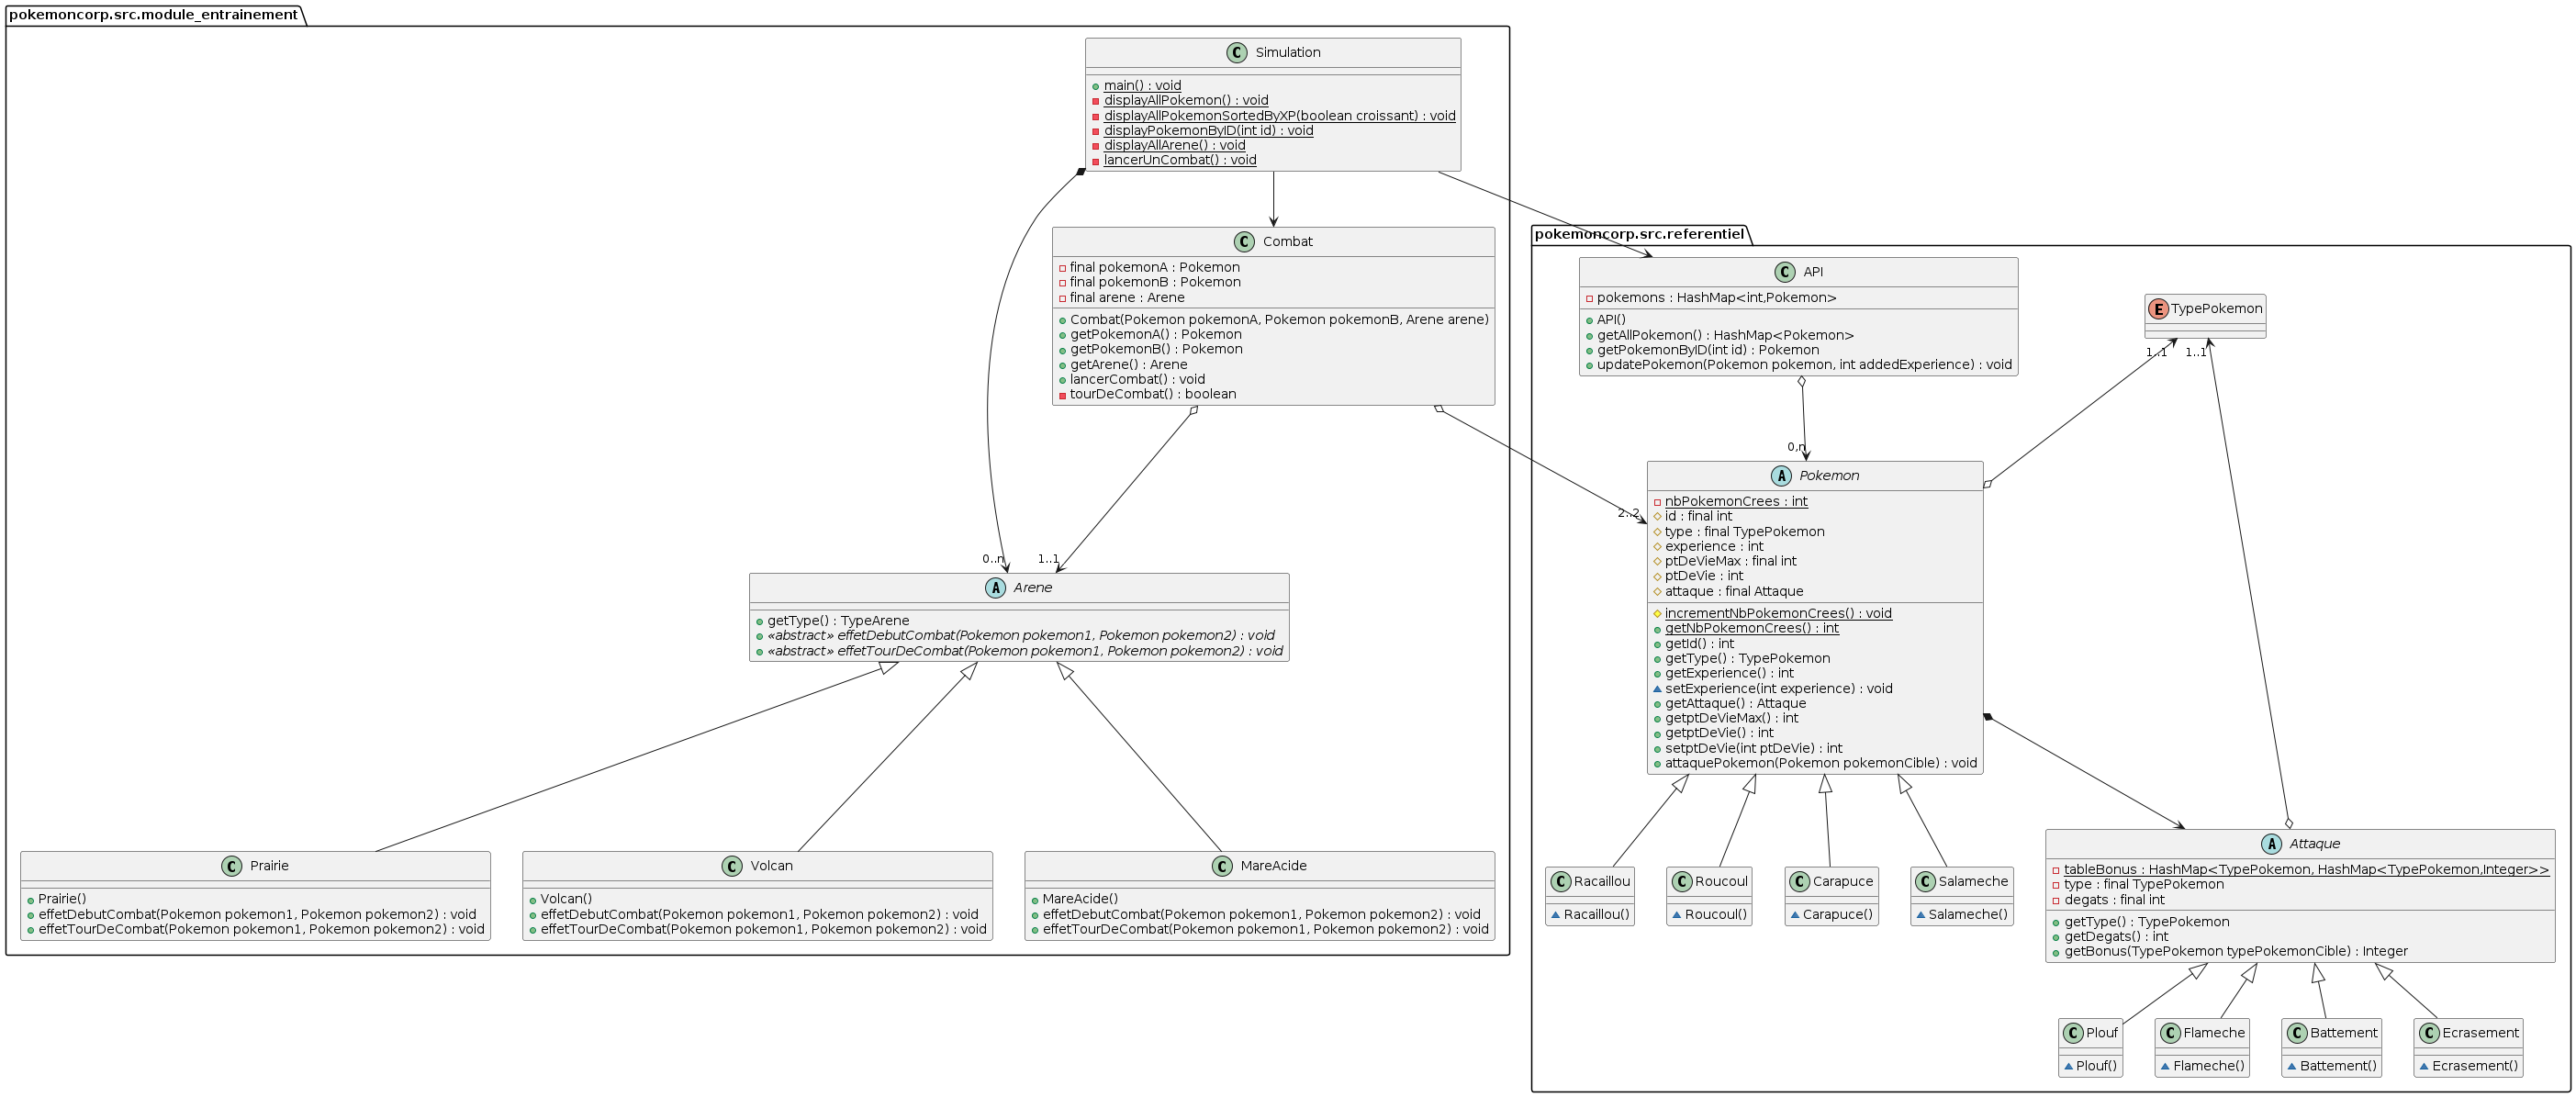 pokemoncorp.src.module_entrainement
Simulation
main() : void
displayAllPokemon() : void
displayAllPokemonSortedByXP(boolean croissant) : void
displayPokemonByID(int id) : void
displayAllArene() : void
lancerUnCombat() : void
Combat
final pokemonA : Pokemon
final pokemonB : Pokemon
final arene : Arene
Combat(Pokemon pokemonA, Pokemon pokemonB, Arene arene)
getPokemonA() : Pokemon
getPokemonB() : Pokemon
getArene() : Arene
lancerCombat() : void
tourDeCombat() : boolean
0..n
1..1
Arene
getType() : TypeArene
«abstract» effetDebutCombat(Pokemon pokemon1, Pokemon pokemon2) : void
«abstract» effetTourDeCombat(Pokemon pokemon1, Pokemon pokemon2) : void
Prairie
Prairie()
effetDebutCombat(Pokemon pokemon1, Pokemon pokemon2) : void
effetTourDeCombat(Pokemon pokemon1, Pokemon pokemon2) : void
Volcan
Volcan()
effetDebutCombat(Pokemon pokemon1, Pokemon pokemon2) : void
effetTourDeCombat(Pokemon pokemon1, Pokemon pokemon2) : void
MareAcide
MareAcide()
effetDebutCombat(Pokemon pokemon1, Pokemon pokemon2) : void
effetTourDeCombat(Pokemon pokemon1, Pokemon pokemon2) : void
pokemoncorp.src.referentiel
API
pokemons : HashMap<int,Pokemon>
API()
getAllPokemon() : HashMap<Pokemon>
getPokemonByID(int id) : Pokemon
updatePokemon(Pokemon pokemon, int addedExperience) : void
TypePokemon
1..1
1..1
0,n
2..2
Pokemon
nbPokemonCrees : int
id : final int
type : final TypePokemon
experience : int
ptDeVieMax : final int
ptDeVie : int
attaque : final Attaque
incrementNbPokemonCrees() : void
getNbPokemonCrees() : int
getId() : int
getType() : TypePokemon
getExperience() : int
setExperience(int experience) : void
getAttaque() : Attaque
getptDeVieMax() : int
getptDeVie() : int
setptDeVie(int ptDeVie) : int
attaquePokemon(Pokemon pokemonCible) : void
Racaillou
Racaillou()
Roucoul
Roucoul()
Carapuce
Carapuce()
Salameche
Salameche()
Attaque
tableBonus : HashMap<TypePokemon, HashMap<TypePokemon,Integer>>
type : final TypePokemon
degats : final int
getType() : TypePokemon
getDegats() : int
getBonus(TypePokemon typePokemonCible) : Integer
Plouf
Plouf()
Flameche
Flameche()
Battement
Battement()
Ecrasement
Ecrasement()